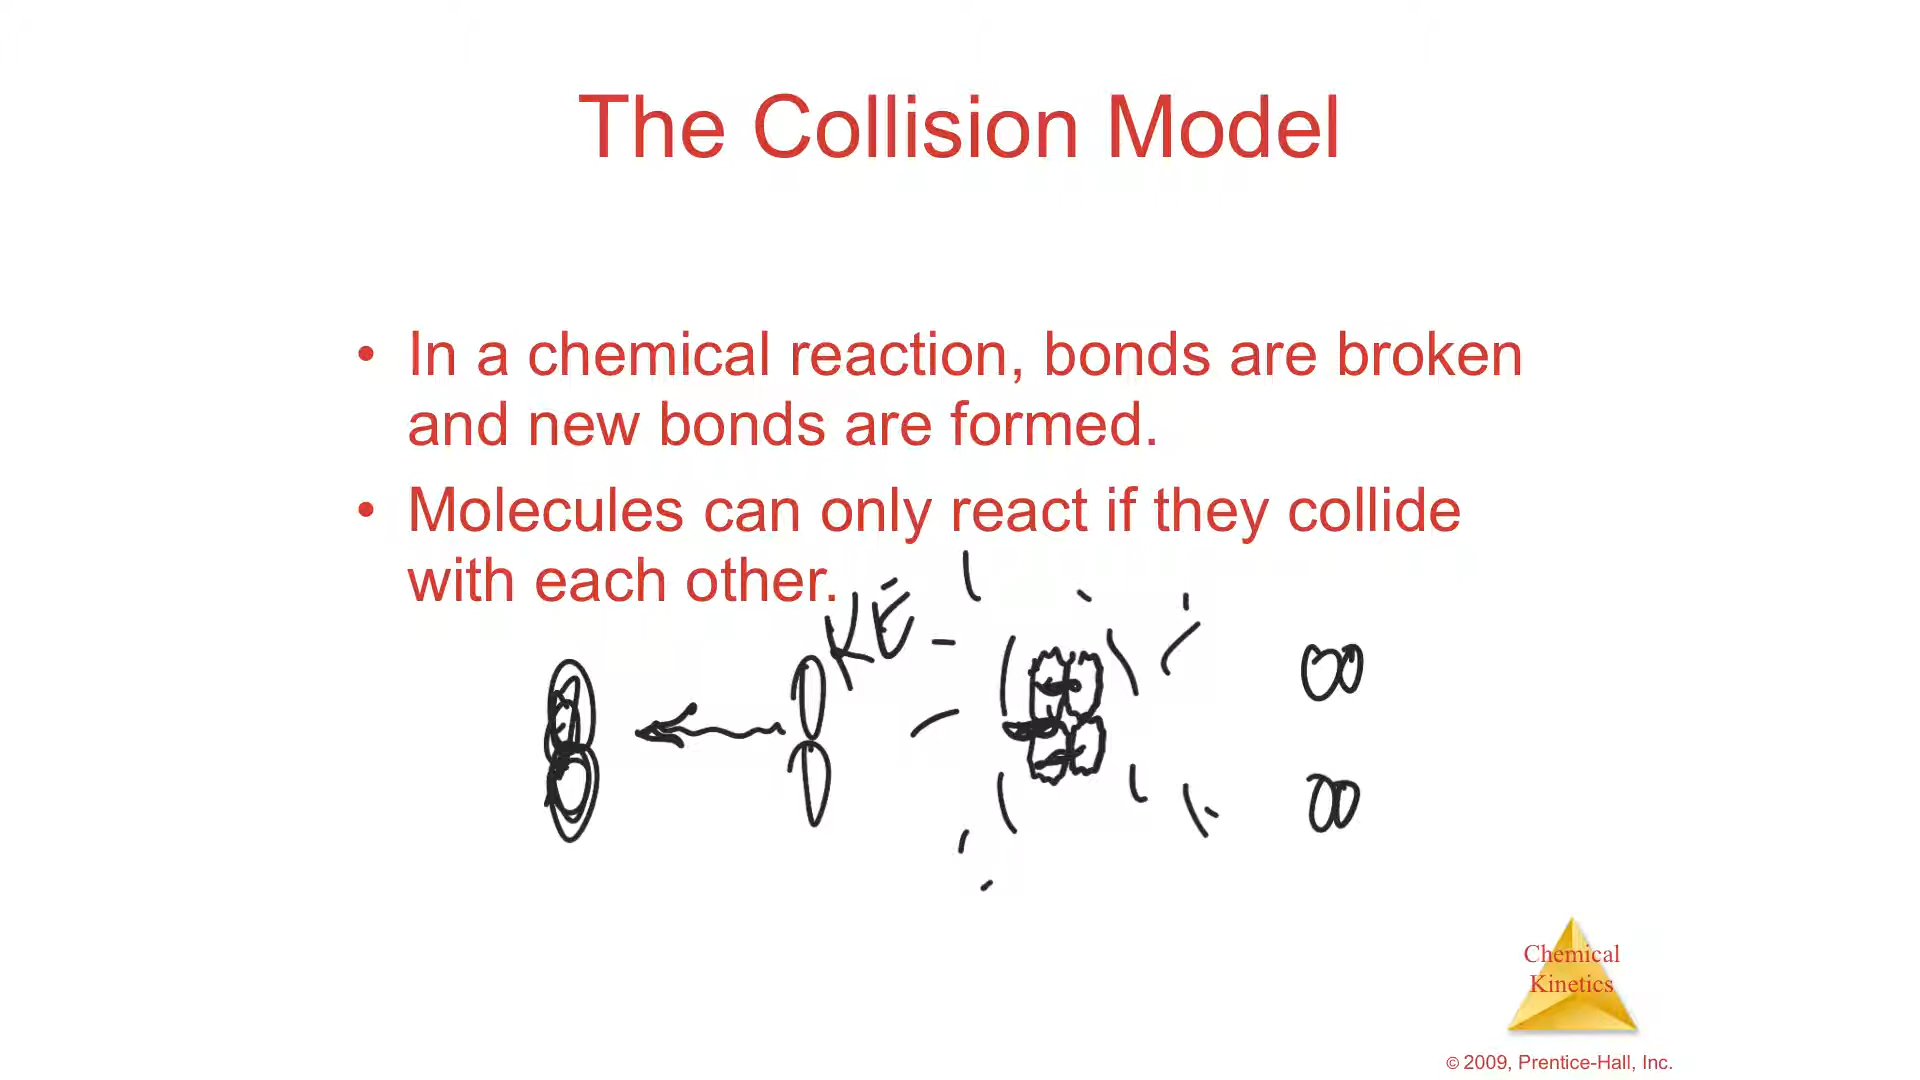 The Collision Model
• In a chemical reaction, bonds are broken
and new bonds are formed.
• Molecules can only react if they collide
with each other.
KE
Chemical
Kinetics
© 2009, Prentice-Hall, Inc.